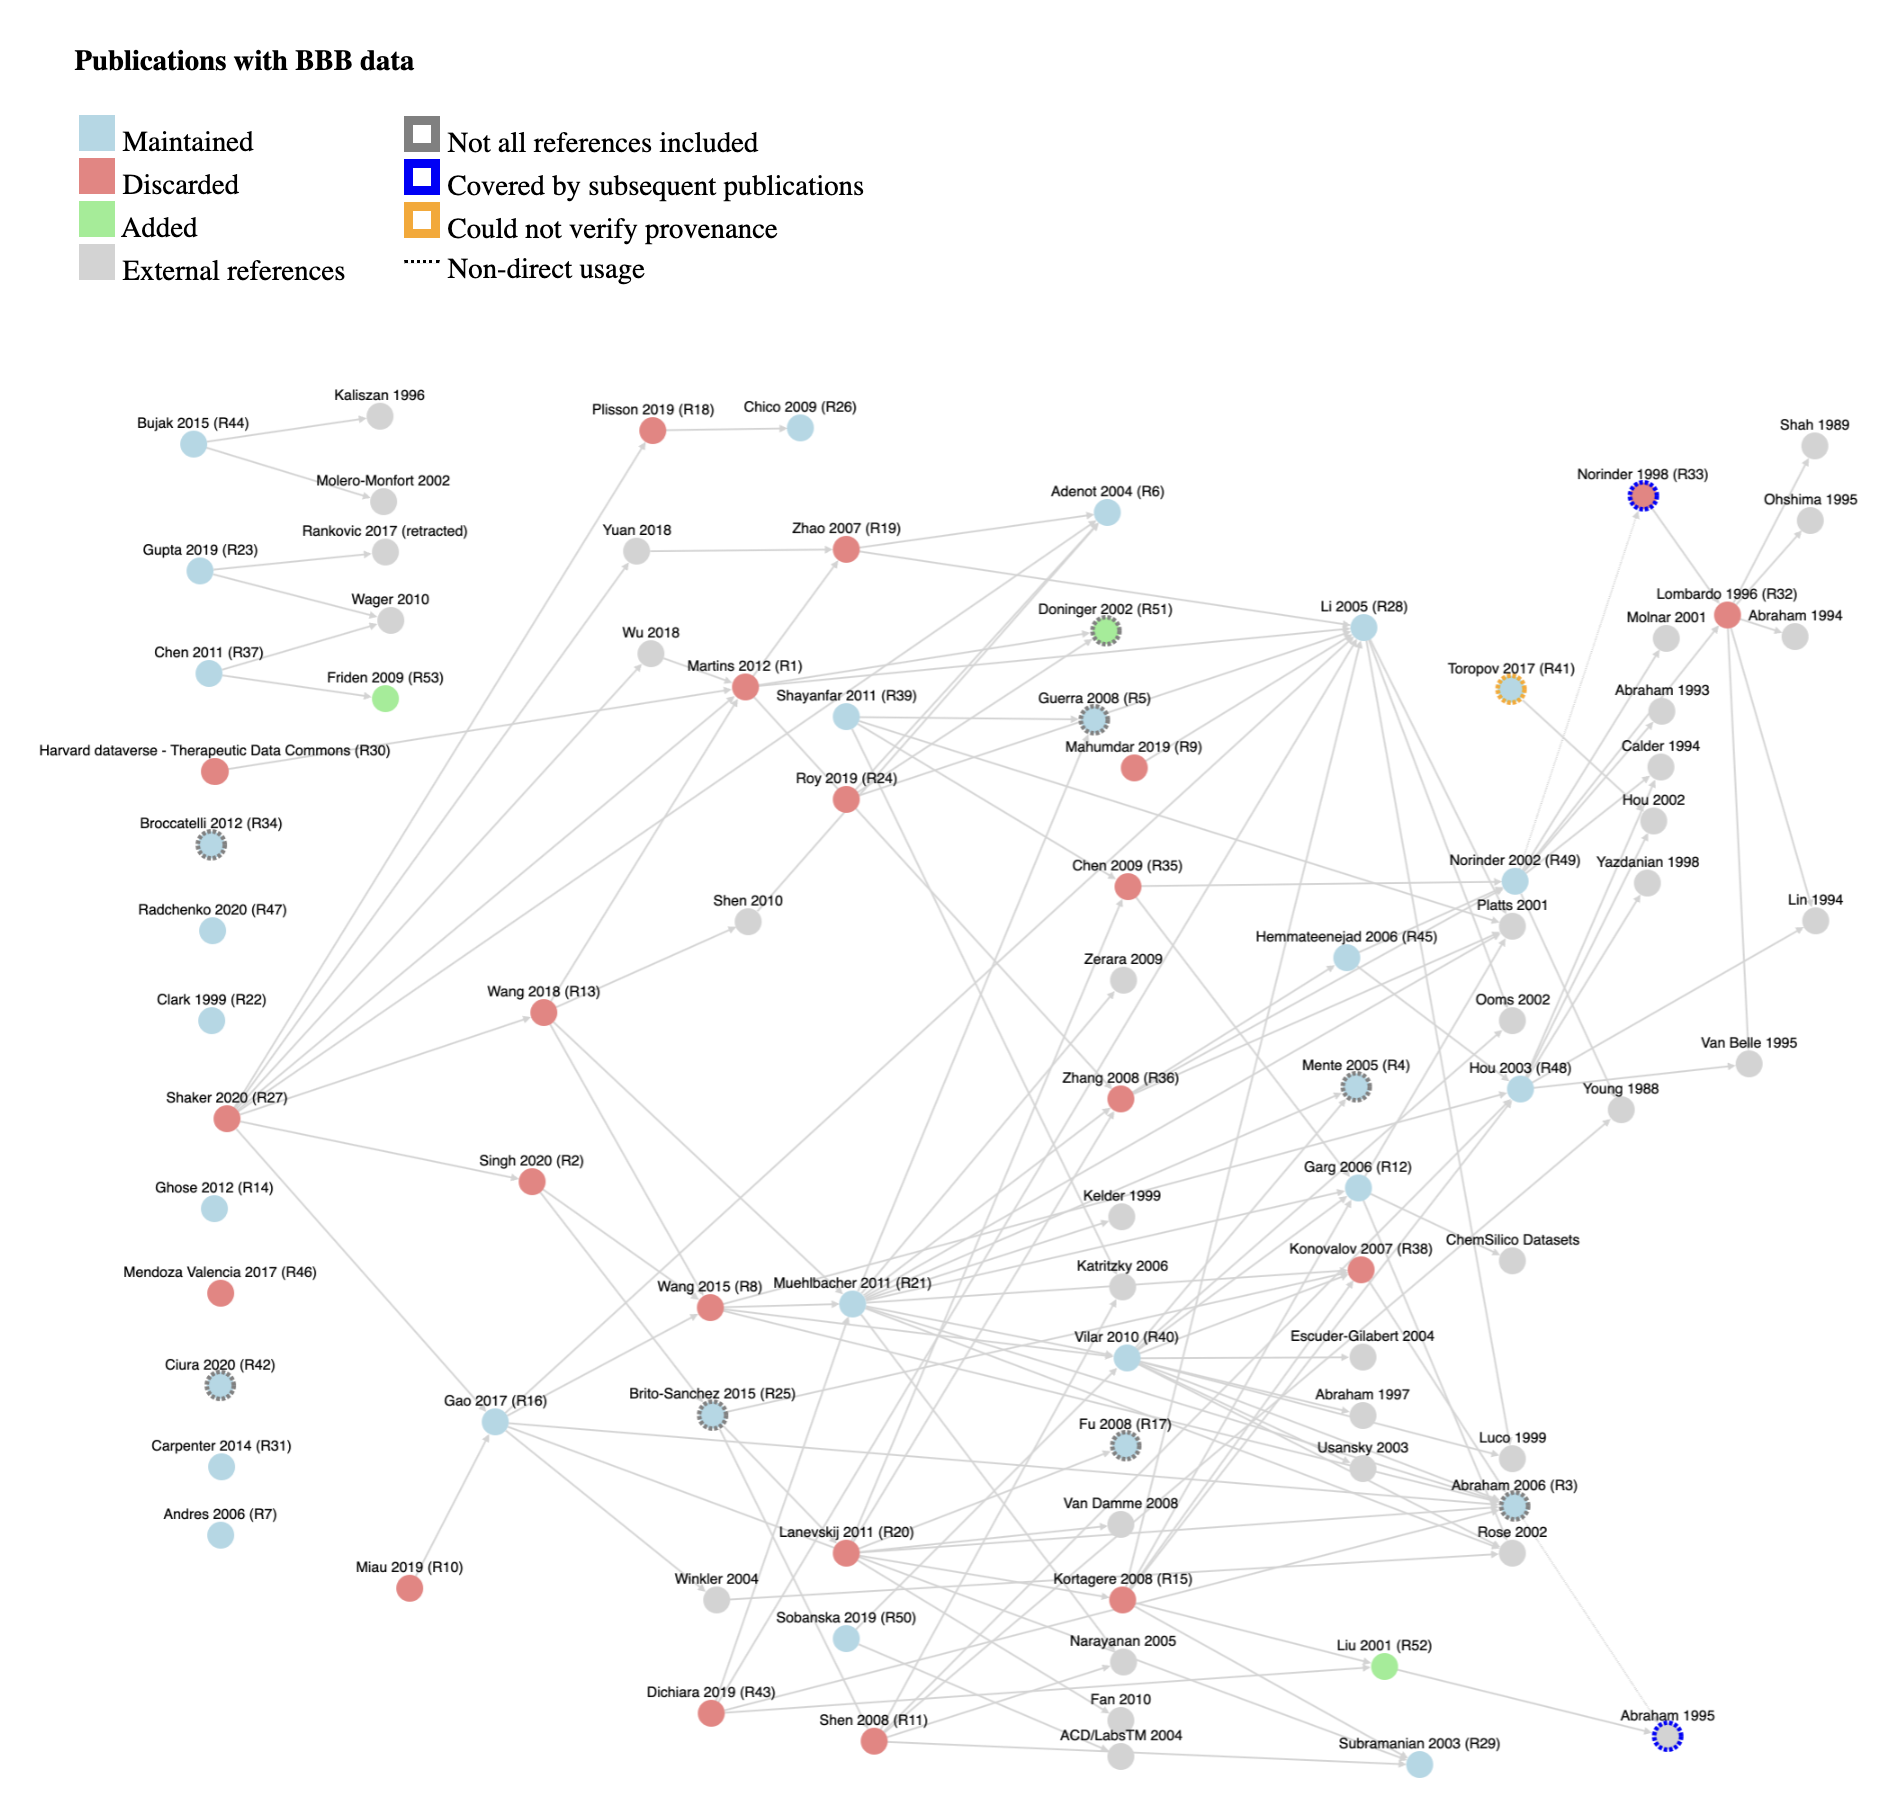 Publications with BBB data
Maintained
Discarded
Added
External references
Not all references included
Covered by subsequent publications
Could not verify provenance
Non-direct usage
Kaliszan 1996
Bujak 2015 (R44)
Molero-Monfort 2002
Rankovic 2017 (retracted)
Gupta 2019 (R23)
Wager 2010
Chen 2011 (R37)
Friden 2009 (R53)
Harvard dataverse - Therapeutic Data Commons (R30)
Broccatelli 2012 (R34)
Radchenko 2020 (R47)
Clark 1999 (R22)
Shaker 2020 (R27)
Ghose 2012 (R14)
Mendoza Valencia 2017 (R46)
Ciura 2020 (R42)
Carpenter 2014 (R31)
Andres 2006 (R7)
Miau 2019 (R10)
Plisson 2019 (R18)
Chico 2009 (R26)
Yuan 2018
Zhao 2007 (R19)
Wu 2018
Martins 2012 (R1)
Shayanfar 2011 (R39)
Roy 2019 (R24)
Shen 2010
Wang 2018 (R13)
Singh 2020 (R2)
Wang 2015 (R8)
Muehlbacher 2011 (R21)
Gao 2017 (R16)
Brito-Sanchez 2015 (R25)
Lanevskij 2011 (R20)
Winkler 2004
Sobanska 2019 (R50)
Dichiara 2019 (R43)
Shen 2008 (R11)
Adenot 2004 (R6)
Doninger 2002 (R51)
Guerra 2008 (R5)
Mahumdar 2019 (R9)
Chen 2009 (R35)
Zerara 2009
Zhang 2008 (R36)
Kelder 1999
Katritzky 2006
Vilar 2010 (R40)
Fu 2008 (R17)
Van Damme 2008
Kortagere 2008 (R15)
Narayanan 2005
Fan 2010
ACD/LabsTM 2004
Li 2005 (R28)
Hemmateenejad 2006 (R45)
Mente 2005 (R4)
Garg 2006 (R12)
Konovalov 2007 (R38)
Escuder-Gilabert 2004
Abraham 1997
Usansky 2003
Liu 2001 (R52)
Subramanian 2003 (R29)
Toropov 2017 (R41)
Norinder 2002 (R49)
Platts 2001
Ooms 2002
Hou 2003 (R48)
ChemSilico Datasets
Luco 1999
Abraham 2006 (R3)
Rose 2002
Norinder 1998 (R33)
Molnar 2001
Abraham 1993
Calder 1994
Hou 2002
Yazdanian 1998
Young 1988
Abraham 1995
Shah 1989
Ohshima 1995
Lombardo 1996 (R32)
Abraham 1994
Lin 1994
Van Belle 1995